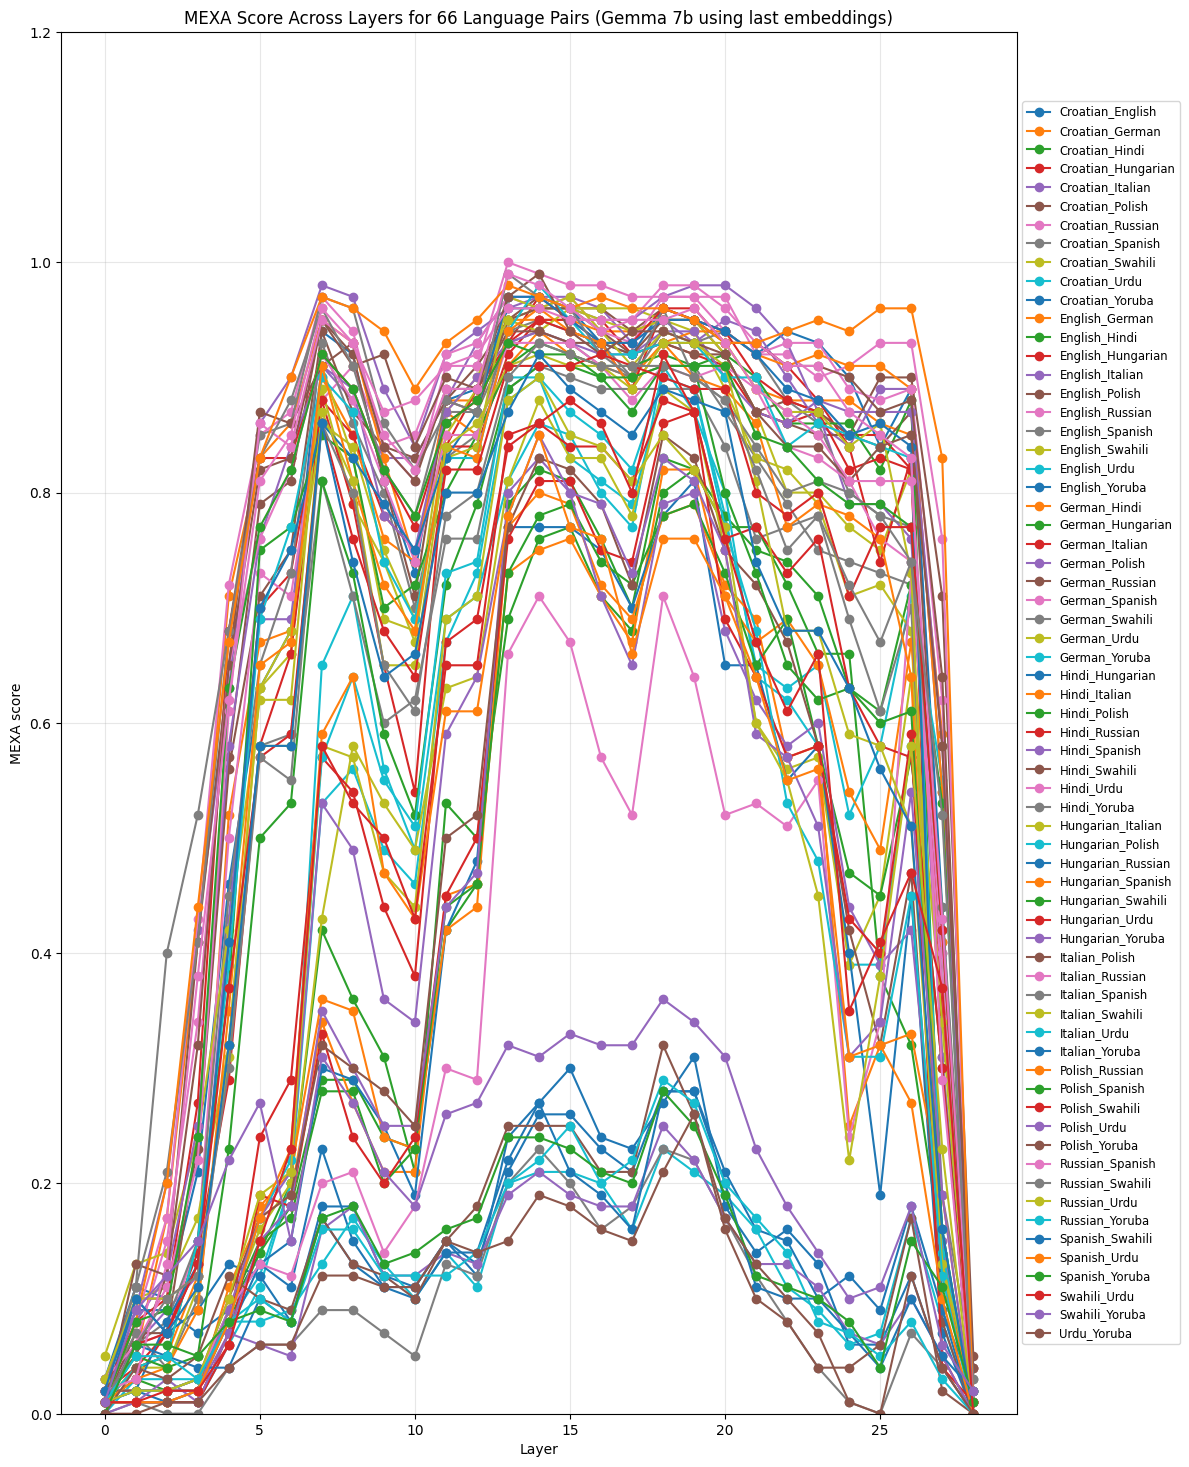 MEXA Score Across Layers for 66 Language Pairs (Gemma 7b using last embeddings)
1.2
1.0
0.8
0.6
0.4
0.2
0.0
MEXA score
0
5
10
15
20
25
Layer
Croatian_English
Croatian_German
Croatian_Hindi
Croatian_Hungarian
Croatian_Italian
Croatian_Polish
Croatian_Russian
Croatian_Spanish
Croatian_Swahili
Croatian_Urdu
Croatian_Yoruba
English_German
English_Hindi
English_Hungarian
English_Italian
English_Polish
English_Russian
English_Spanish
English_Swahili
English_Urdu
English_Yoruba
German_Hindi
German_Hungarian
German_Italian
German_Polish
German_Russian
German_Spanish
German_Swahili
German_Urdu
German_Yoruba
Hindi_Hungarian
Hindi_Italian
Hindi_Polish
Hindi_Russian
Hindi_Spanish
Hindi_Swahili
Hindi_Urdu
Hindi_Yoruba
Hungarian_Italian
Hungarian_Polish
Hungarian_Russian
Hungarian_Spanish
Hungarian_Swahili
Hungarian_Urdu
Hungarian_Yoruba
Italian_Polish
Italian_Russian
Italian_Spanish
Italian_Swahili
Italian_Urdu
Italian_Yoruba
Polish_Russian
Polish_Spanish
Polish_Swahili
Polish_Urdu
Polish_Yoruba
Russian_Spanish
Russian_Swahili
Russian_Urdu
Russian_Yoruba
Spanish_Swahili
Spanish_Urdu
Spanish_Yoruba
Swahili_Urdu
Swahili_Yoruba
Urdu_Yoruba